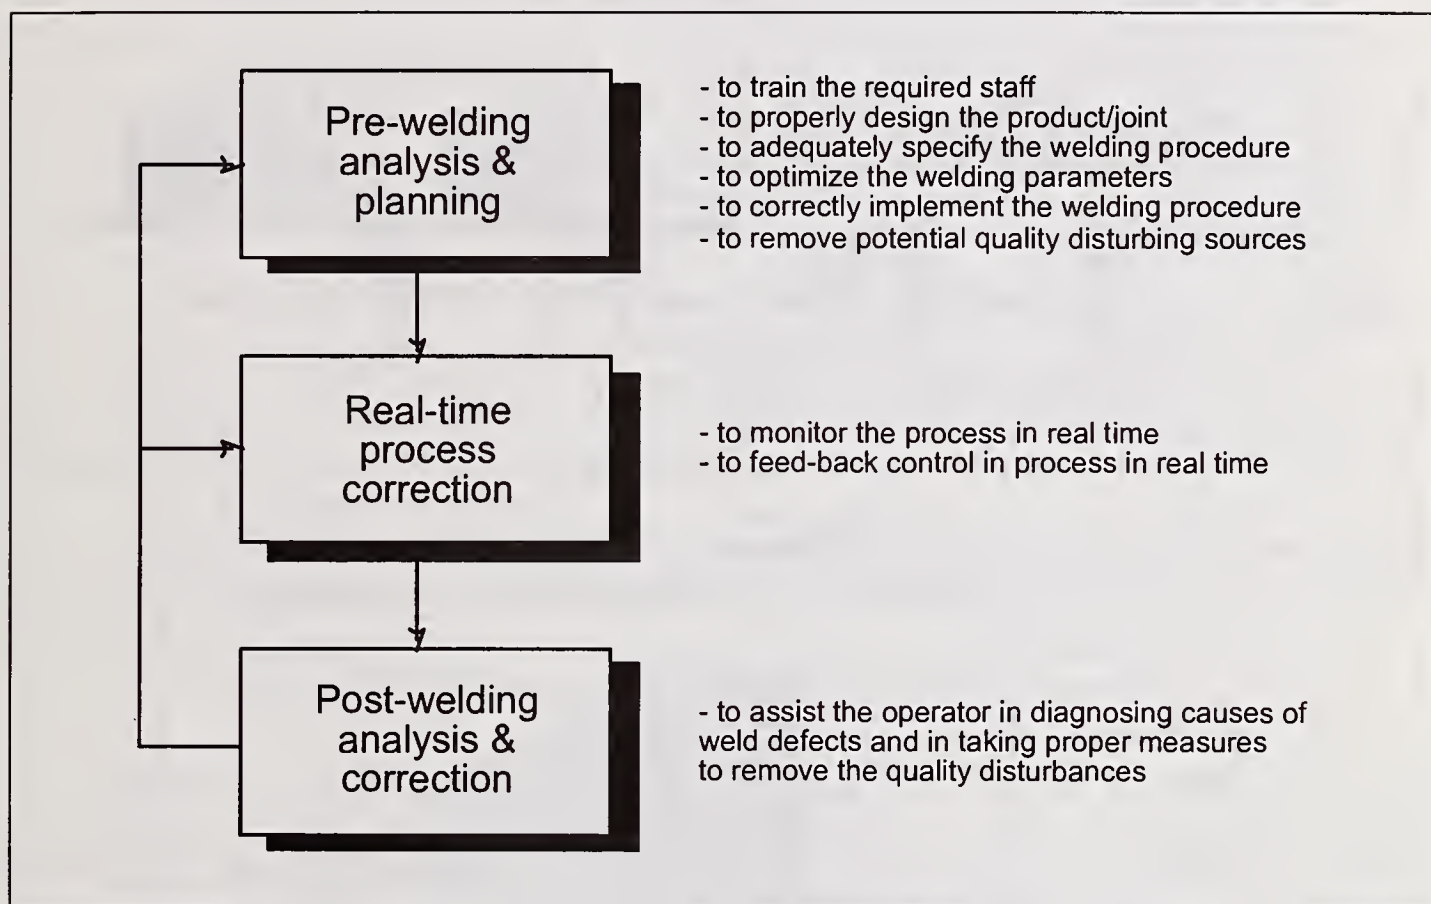 Pre-welding
analysis &
planning
- to train the required staff
- to properly design the product/joint
- to adequately specify the welding procedure
- to optimize the welding parameters
- to correctly implement the welding procedure
- to remove potential quality disturbing sources
Real-time
process
correction
- to monitor the process in real time
- to feed-back control in process in real time
Post-welding
analysis &
correction
- to assist the operator in diagnosing causes of
weld defects and in taking proper measures
to remove the quality disturbances